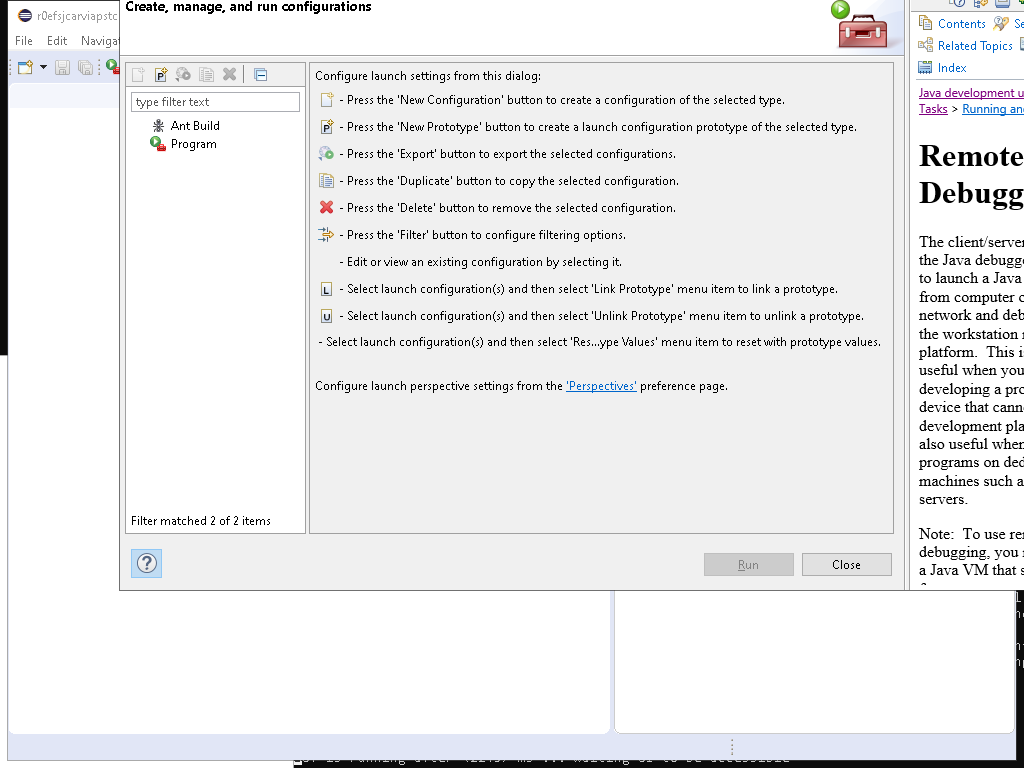 r0efsjcarviapstc
Create, manage, and run configurations
File Edit Navigat
type filter text
Ant Build
Program
Filter matched 2 of 2 items
Configure launch settings from this dialog:
- Press the 'New Configuration' button to create a configuration of the selected type.
- Press the 'New Prototype' button to create a launch configuration prototype of the selected type.
- Press the 'Export' button to export the selected configurations.
- Press the 'Duplicate' button to copy the selected configuration.
- Press the 'Delete' button to remove the selected configuration.
- Press the 'Filter' button to configure filtering options.
- Edit or view an existing configuration by selecting it.
- Select launch configuration(s) and then select 'Link Prototype' menu item to link a prototype.
- Select launch configuration(s) and then select 'Unlink Prototype' menu item to unlink a prototype.
- Select launch configuration(s) and then select 'Res...ype Values' menu item to reset with prototype values.
Configure launch perspective settings from the 'Perspectives' preference page.
Run Close
Contents Se
Related Topics
Index
Java development u
Tasks > Running an
Remote
Debugg
The client/server
the Java debugge
to launch a Java
from computer o
network and deb
the workstation r
platform. This is
useful when you
developing a pro
device that cann
development pla
also useful when
programs on ded
machines such a
servers.
Note: To use re
debugging, you
a Java VM that s